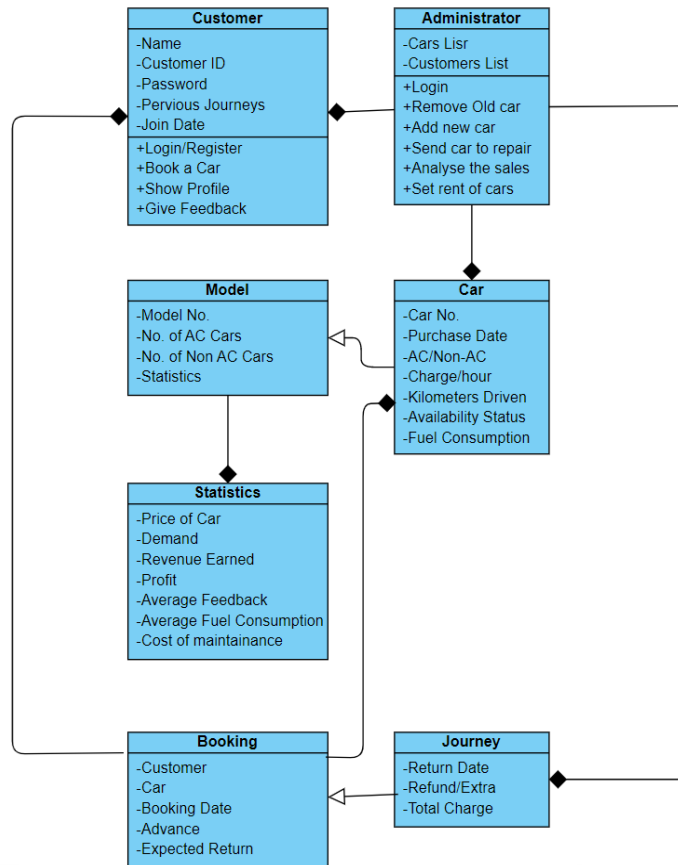 Customer
-Name
-Customer ID
-Password
-Pervious Journeys
-Join Date
+Login/Register
+Book a Car
+Show Profile
+Give Feedback
Administrator
-Cars Lisr
-Customers List
+Login
+Remove Old car
+Add new car
+Send car to repair
+Analyse the sales
+Set rent of cars
Model
-Model No.
-No. of AC Cars
-No. of Non AC Cars
-Statistics
Car
-Car No.
-Purchase Date
-AC/Non-AC
-Charge/hour
-Kilometers Driven
-Availability Status
-Fuel Consumption
Statistics
-Price of Car
-Demand
-Revenue Earned
-Profit
-Average Feedback
-Average Fuel Consumption
-Cost of maintainance
Booking
-Customer
-Car
-Booking Date
-Advance
-Expected Return
Journey
-Return Date
-Refund/Extra
-Total Charge